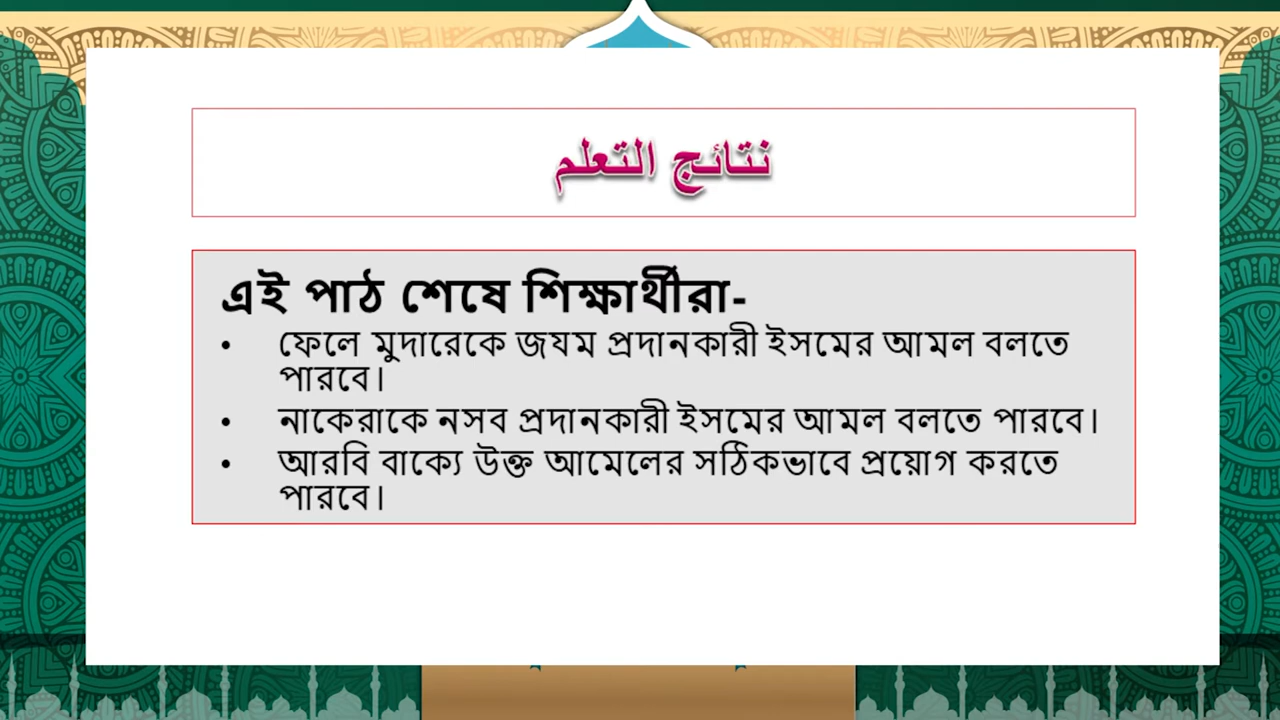 نتائج التعلم
এই পাঠ শেষে শিক্ষার্থীরা-
• ফেলে মুদারেকে জযম প্রদানকারী ইসমের আমল বলতে
পারবে।
• নাকেরাকে নসব প্রদানকারী ইসমের আমল বলতে পারবে।
• আরবি বাক্যে উক্ত আমেলের সঠিকভাবে প্রয়োগ করতে
পারবে।